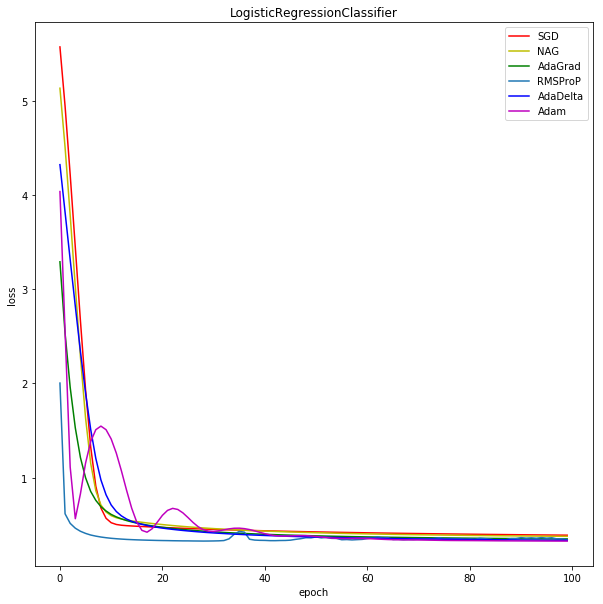 LogisticRegressionClassifier
SGD
NAG
AdaGrad
RMSProP
AdaDelta
Adam
loss
5
4
3
2
1
0 20 40 60 80 100
epoch